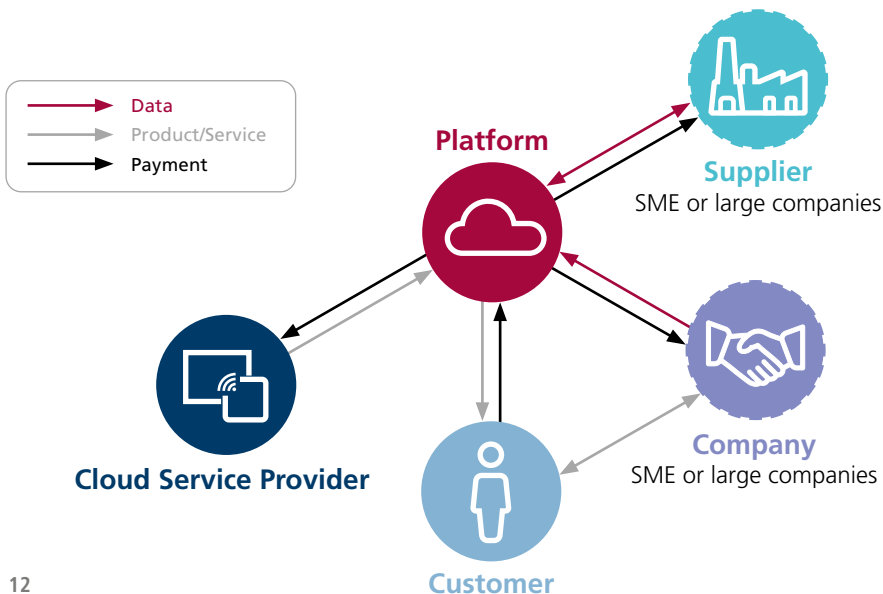 Data
Product/Service
Payment
Platform
Supplier
SME or large companies
Company
SME or large companies
Cloud Service Provider
Customer
12